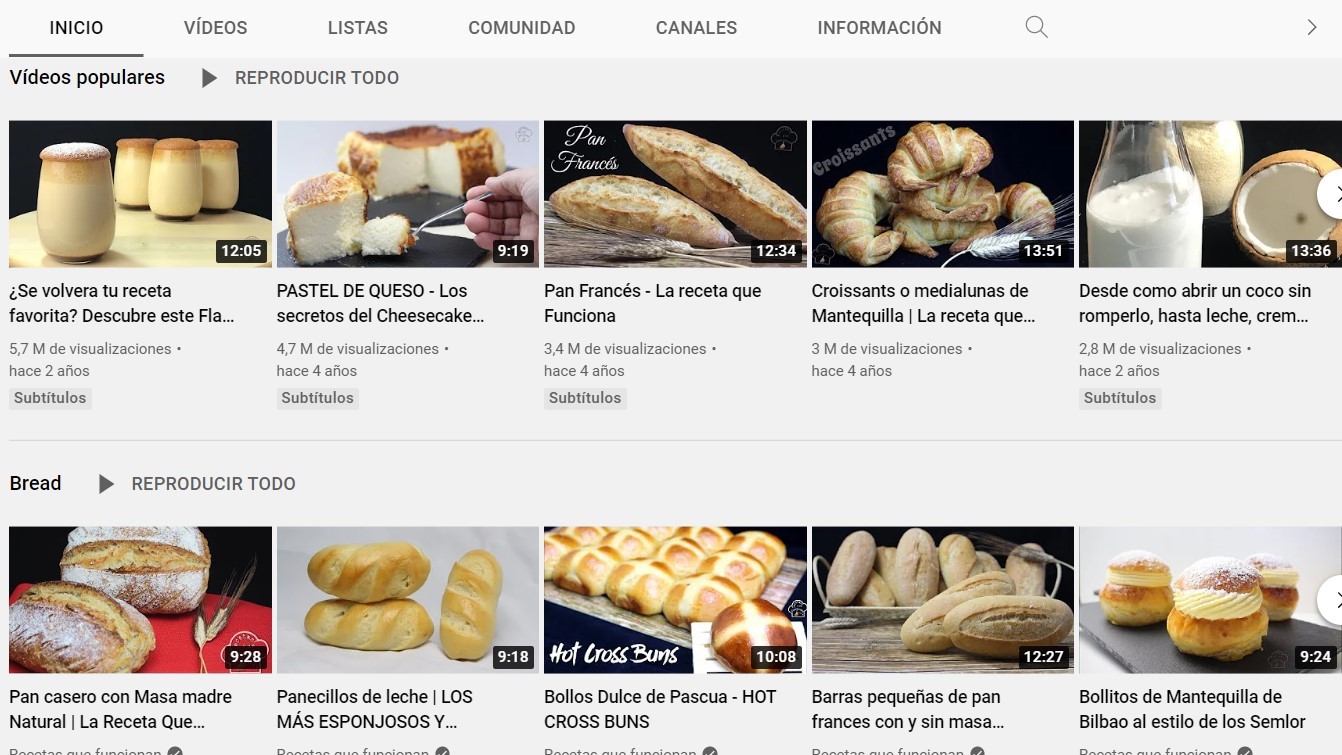 INICIO VÍDEOS LISTAS COMUNIDAD CANALES INFORMACIÓN
Vídeos populares REPRODUCIR TODO
Pan
Francés
Croissants
12:05
9:19
12:34
13:51
13:36
¿Se volvera tu receta
favorita? Descubre este Fla...
5,7 M de visualizaciones •
hace 2 años
Subtítulos
PASTEL DE QUESO - Los
secretos del Cheesecake...
4,7 M de visualizaciones •
hace 4 años
Subtítulos
Pan Francés - La receta que
Funciona
3,4 M de visualizaciones •
hace 4 años
Subtítulos
Croissants o medialunas de
Mantequilla | La receta que...
3 M de visualizaciones •
hace 4 años
Desde como abrir un coco sin
romperlo, hasta leche, crem...
2,8 M de visualizaciones •
hace 2 años
Subtítulos
Bread REPRODUCIR TODO
9:28
9:18
Hot Cross Buns
10:08
12:27
9:24
Pan casero con Masa madre
Natural | La Receta Que...
Recetas que funcionan
Panecillos de leche | LOS
MÁS ESPONJOSOS Y...
Recetas que funcionan
Bollos Dulce de Pascua - HOT
CROSS BUNS
Recetas que funcionan
Barras pequeñas de pan
frances con y sin masa...
Recetas que funcionan
Bollitos de Mantequilla de
Bilbao al estilo de los Semlor
Recetas que funcionan